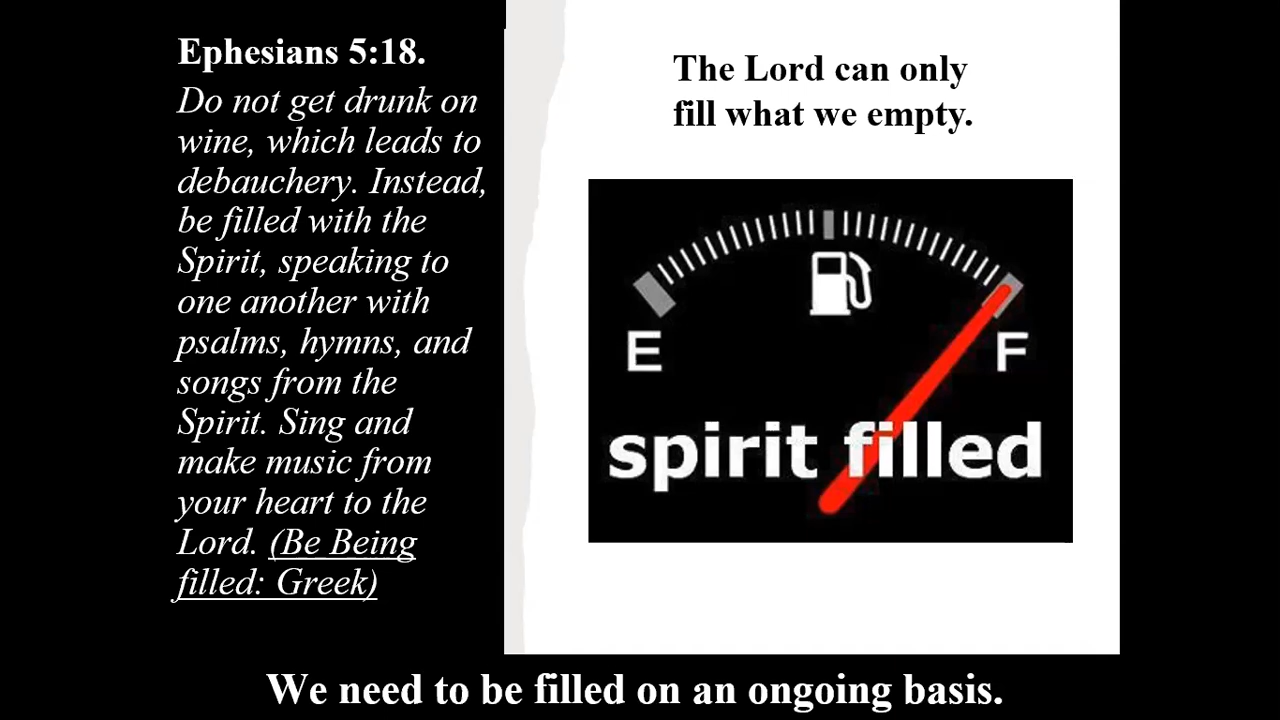 Ephesians 5:18.
Do not get drunk on
wine, which leads to
debauchery. Instead,
be filled with the
Spirit, speaking to
one another with
psalms, hymns, and
songs from the
Spirit. Sing and
make music from
your heart to the
Lord. (Be Being
filled: Greek)
The Lord can only
fill what we empty.
E
F
spirit filled
We need to be filled on an ongoing basis.